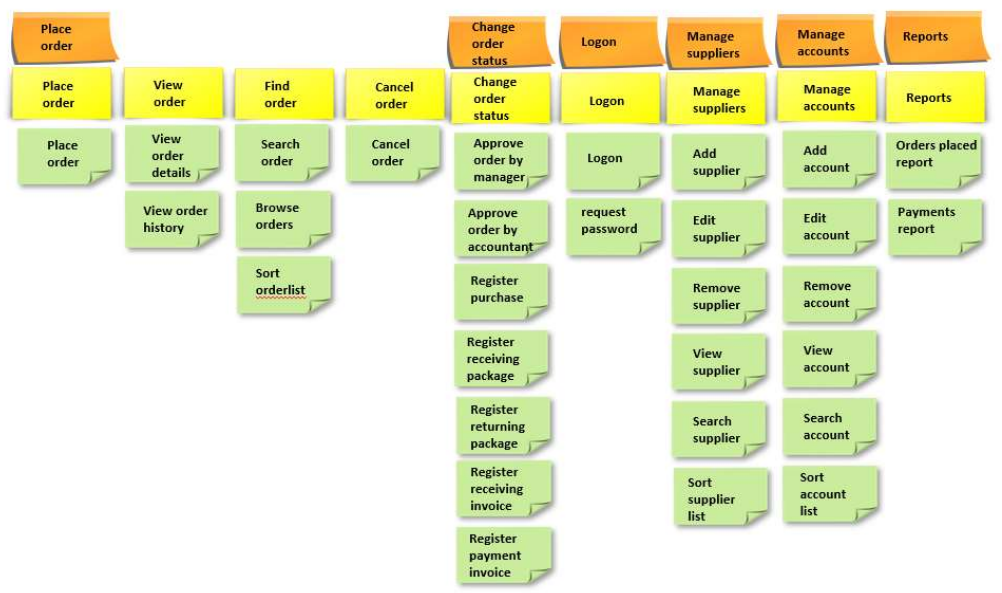 Place
order
Change
order
status
Logon
Manage
suppliers
Manage
accounts
Reports
Place
order
View
order
Find
order
Cancel
order
Change
order
status
Logon
Manage
suppliers
Manage
accounts
Reports
Place
order
View
order
details
View order
history
Search
order
Browse
orders
Sort
orderlist
Cancel
order
Approve
order by
manager
Approve
order by
accountant
Register
purchase
Register
receiving
package
Register
returning
package
Register
receiving
invoice
Register
payment
invoice
Logon
request
password
Add
supplier
Edit
supplier
Remove
supplier
View
supplier
Search
supplier
Sort
supplier
list
Add
account
Edit
account
Remove
account
View
account
Search
account
Sort
account
list
Orders placed
report
Payments
report